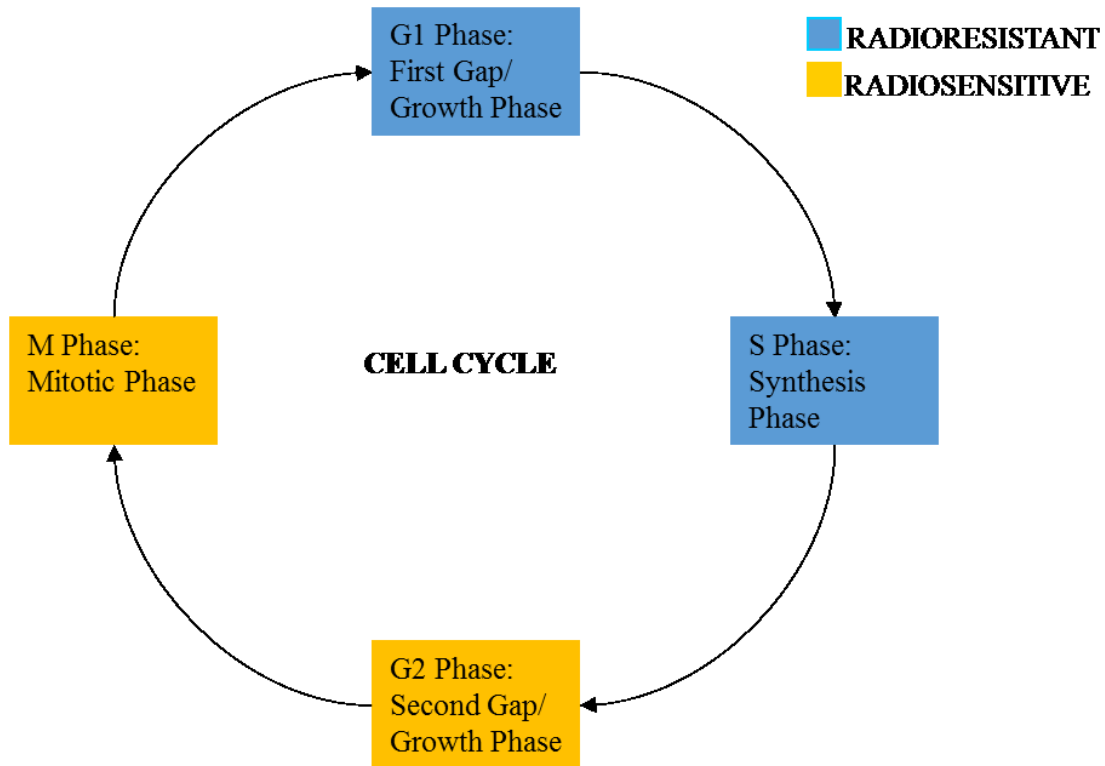 G1 Phase:
First Gap/
Growth Phase
RADIORESISTANT
RADIOSENSITIVE
M Phase:
Mitotic Phase
CELL CYCLE
S Phase:
Synthesis
Phase
G2 Phase:
Second Gap/
Growth Phase